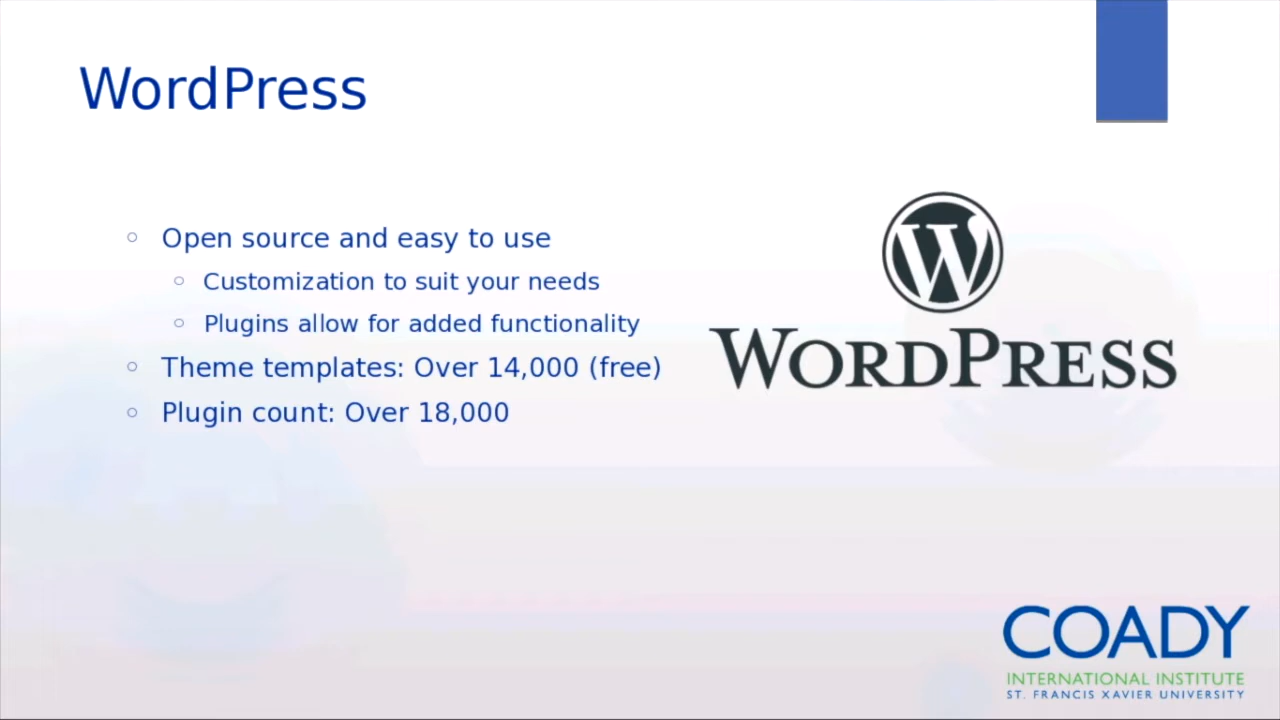 WordPress
Open source and easy to use
Customization to suit your needs
Plugins allow for added functionality
Theme templates: Over 14,000 (free)
Plugin count: Over 18,000
W
WORDPRESS
COADY
INTERNATIONAL INSTITUTE
ST. FRANCIS XAVIER UNIVERSITY